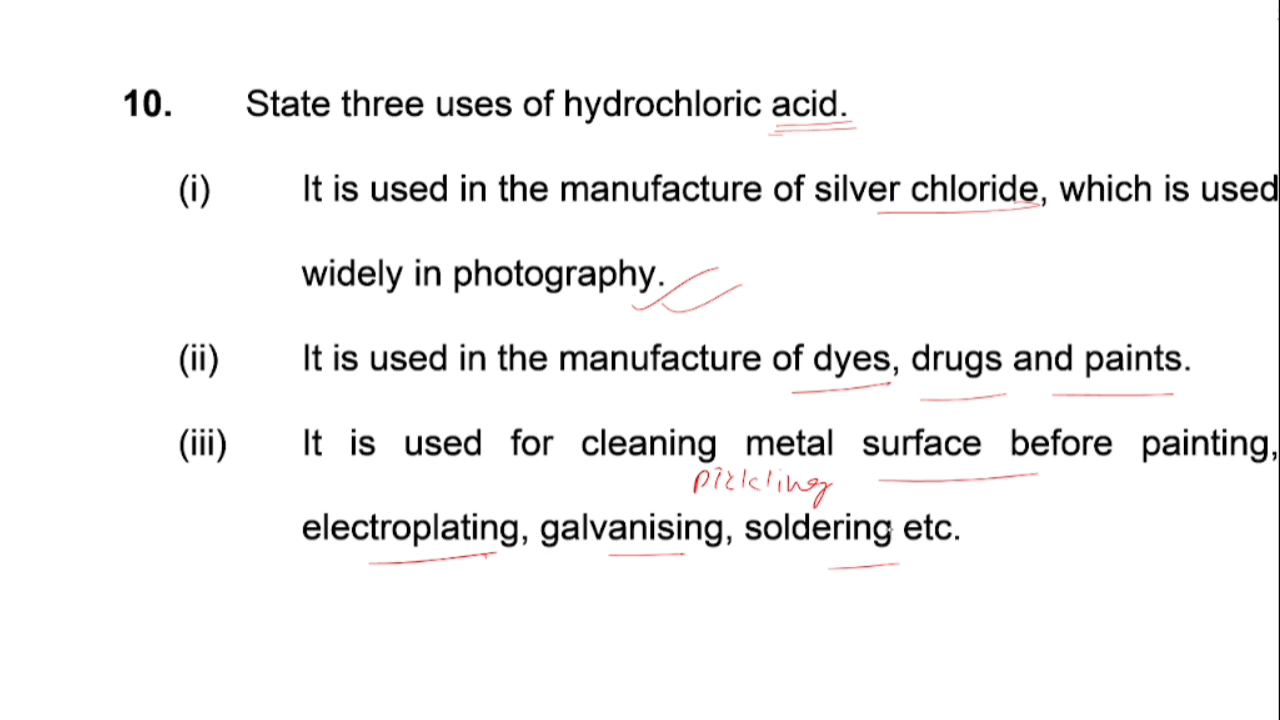 10. State three uses of hydrochloric acid.
(i) It is used in the manufacture of silver chloride, which is used
widely in photography.
(ii) It is used in the manufacture of dyes, drugs and paints.
(iii) It is used for cleaning metal surface before painting,
pickling
electroplating, galvanising, soldering etc.